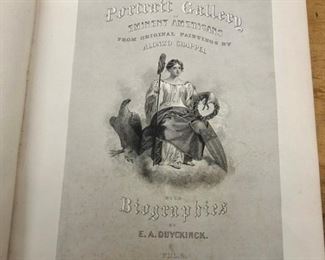 Portrait Gallery
OF
EMINENT AMERICANS
FROM ORIGINAL PAINTINGS BY
ALONZO CHAPPEL
WITH
Biographies
BY
E. A. DUYCKINCK.